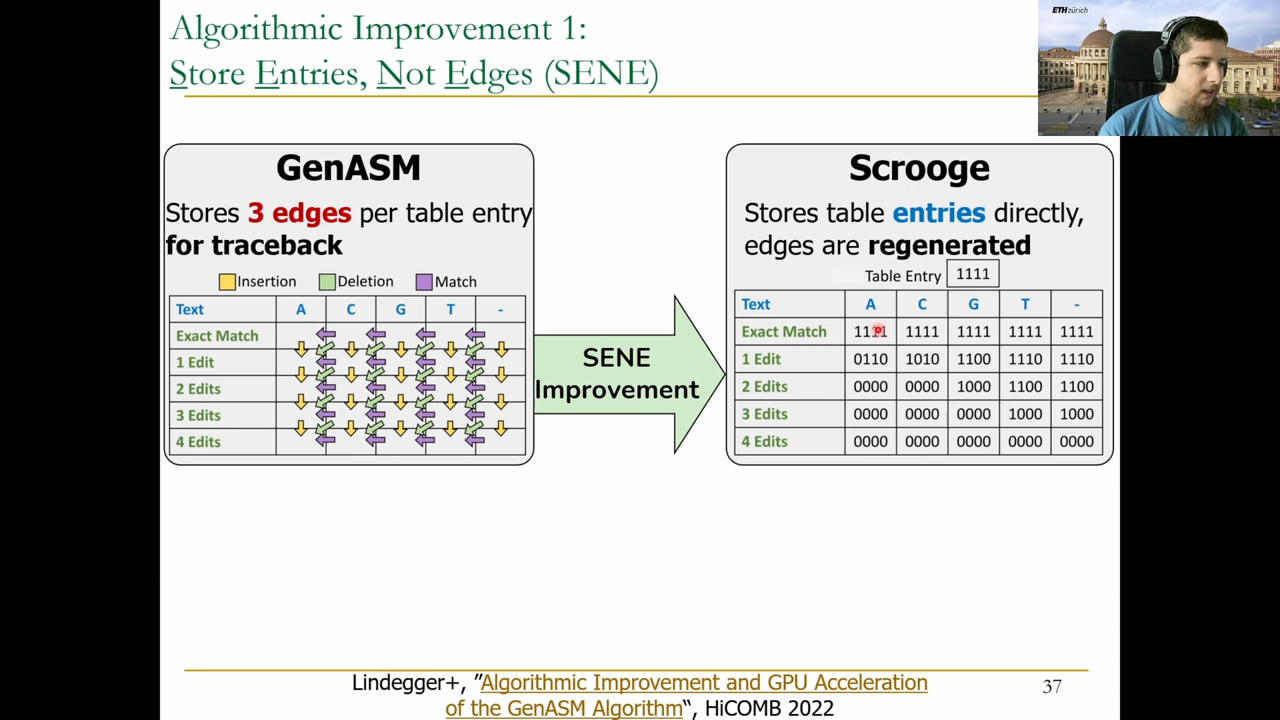 Algorithmic Improvement 1:
Store Entries, Not Edges (SENE)
ETHzürich
GenASM
Stores 3 edges per table entry
for traceback
Insertion Deletion Match
Text A C G T -
Exact Match
1 Edit
2 Edits
3 Edits
4 Edits
SENE
Improvement
Scrooge
Stores table entries directly,
edges are regenerated
Table Entry 1111
Text A C G T -
Exact Match 1111 1111 1111 1111 1111
1 Edit 0110 1010 1100 1110 1110
2 Edits 0000 0000 1000 1100 1100
3 Edits 0000 0000 0000 1000 1000
4 Edits 0000 0000 0000 0000 0000
Lindegger+, ”Algorithmic Improvement and GPU Acceleration
of the GenASM Algorithm“, HiCOMB 2022
37